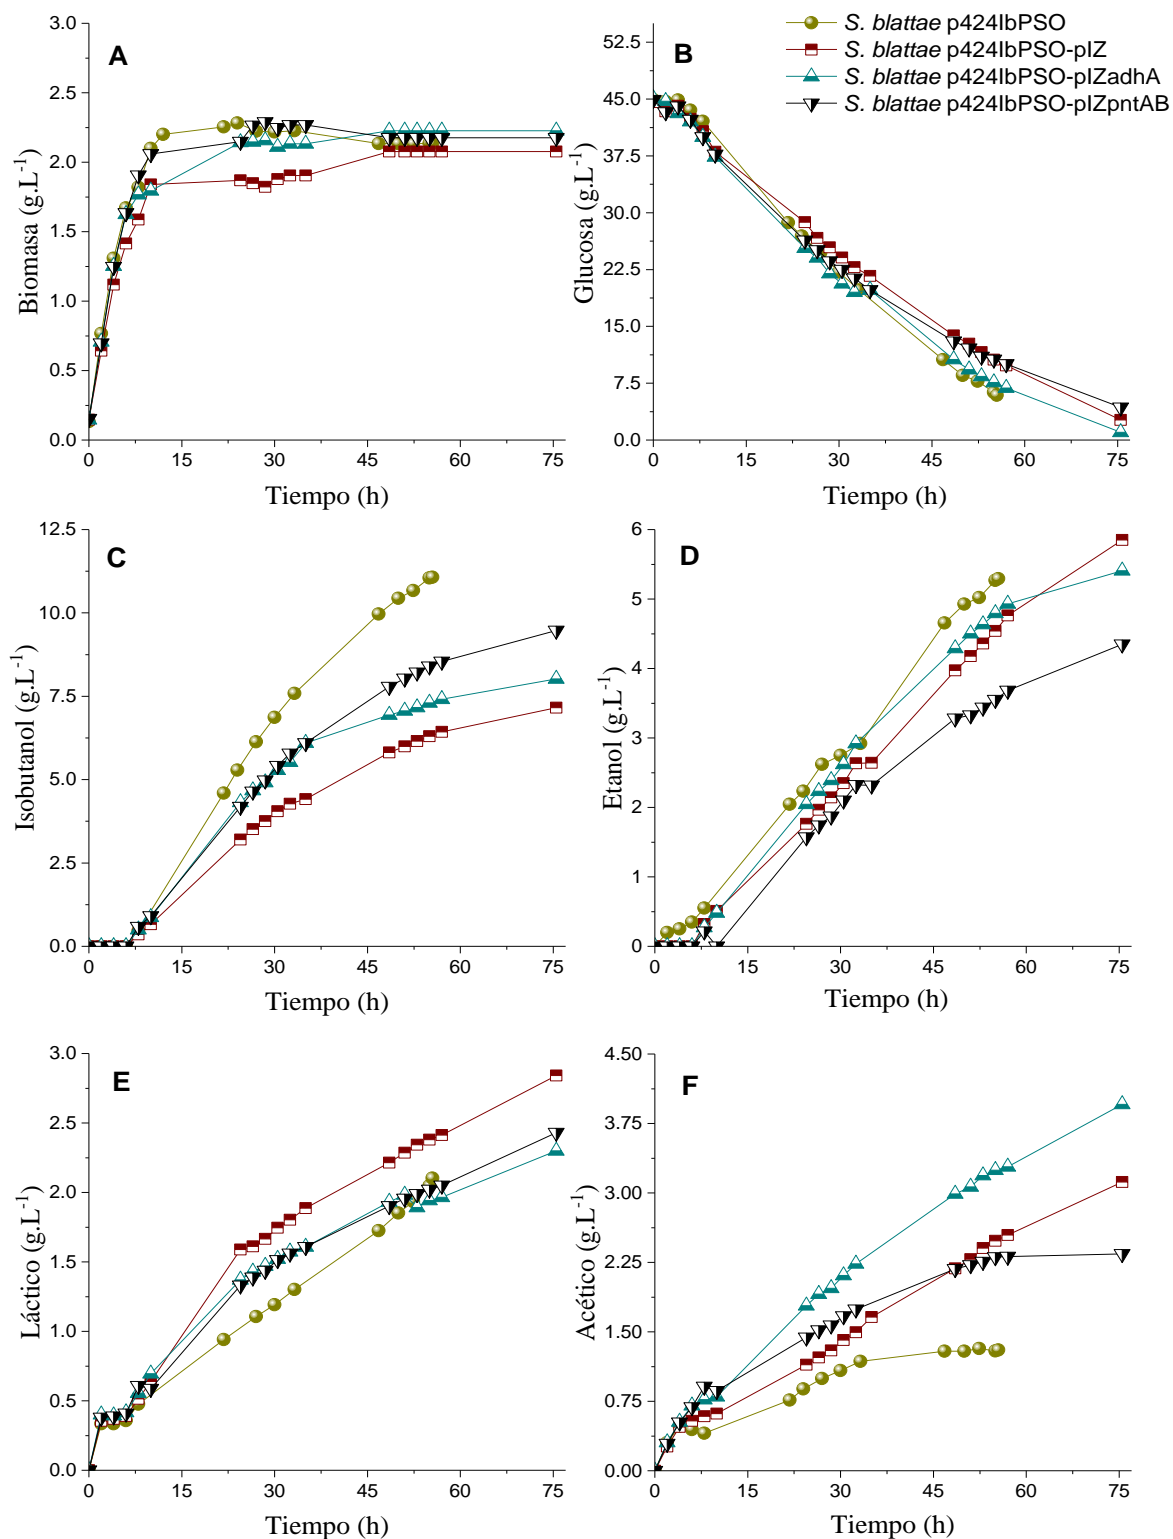 S. blattae p424IbPSO
S. blattae p424IbPSO-pIZ
S. blattae p424IbPSO-pIZadhA
S. blattae p424IbPSO-pIZpntAB
A
3.0
2.5
2.0
1.5
1.0
0.5
0.0
Biomasa (g.L-1)
0 15 30 45 60 75
Tiempo (h)
B
52.5
45.0
37.5
30.0
22.5
15.0
7.5
0.0
Glucosa (g.L-1)
0 15 30 45 60 75
Tiempo (h)
C
12.5
10.0
7.5
5.0
2.5
0.0
Isobutanol (g.L-1)
0 15 30 45 60 75
Tiempo (h)
D
6
5
4
3
2
1
0
Etanol (g.L-1)
0 15 30 45 60 75
Tiempo (h)
E
3.0
2.5
2.0
1.5
1.0
0.5
0.0
Láctico (g.L-1)
0 15 30 45 60 75
Tiempo (h)
F
4.50
3.75
3.00
2.25
1.50
0.75
0.00
Acético (g.L-1)
0 15 30 45 60 75
Tiempo (h)